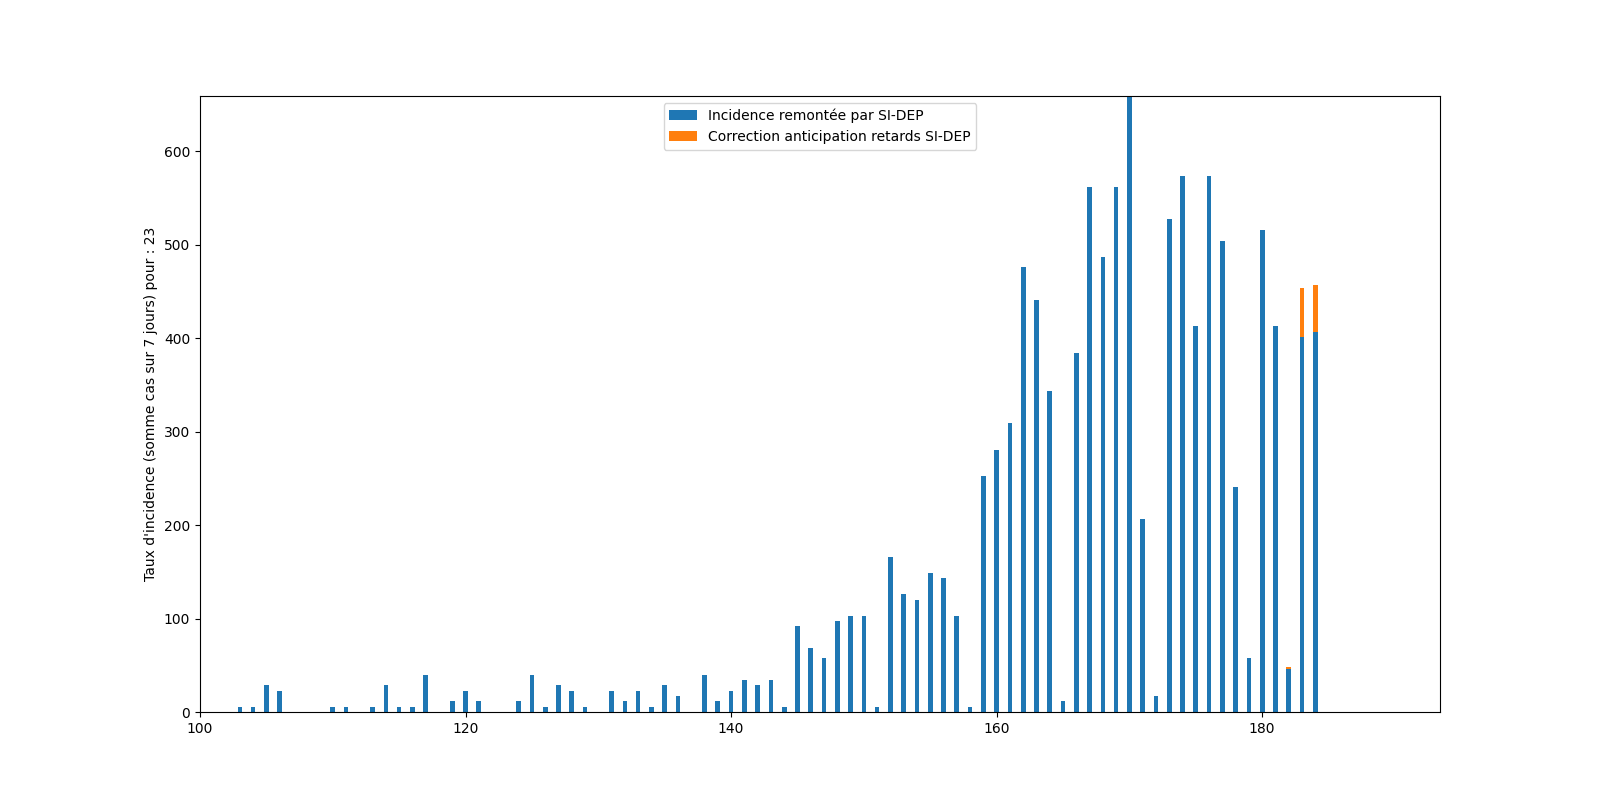 Incidence remontée par SI-DEP
Correction anticipation retards SI-DEP
Taux d'incidence (somme cas sur 7 jours) pour : 23
600
500
400
300
200
100
0
100 120 140 160 180